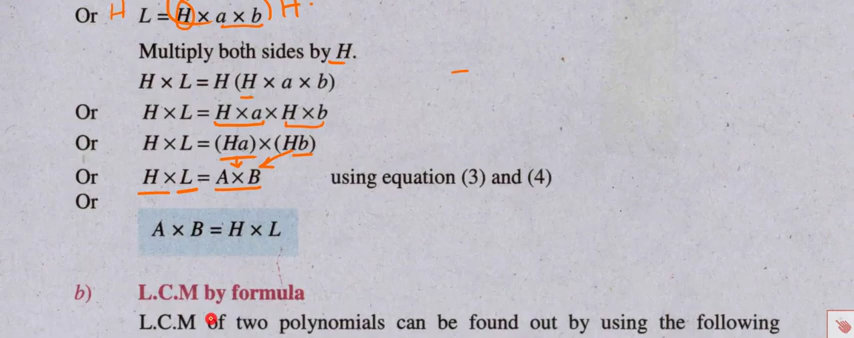 Or H L = (H × a × b) H
Multiply both sides by H.
H × L = H (H × a × b)
Or H × L = H × a × H × b
Or H × L = (Ha) × (Hb)
Or H × L = A × B using equation (3) and (4)
Or
A × B = H × L
b) L.C.M by formula
L.C.M of two polynomials can be found out by using the following